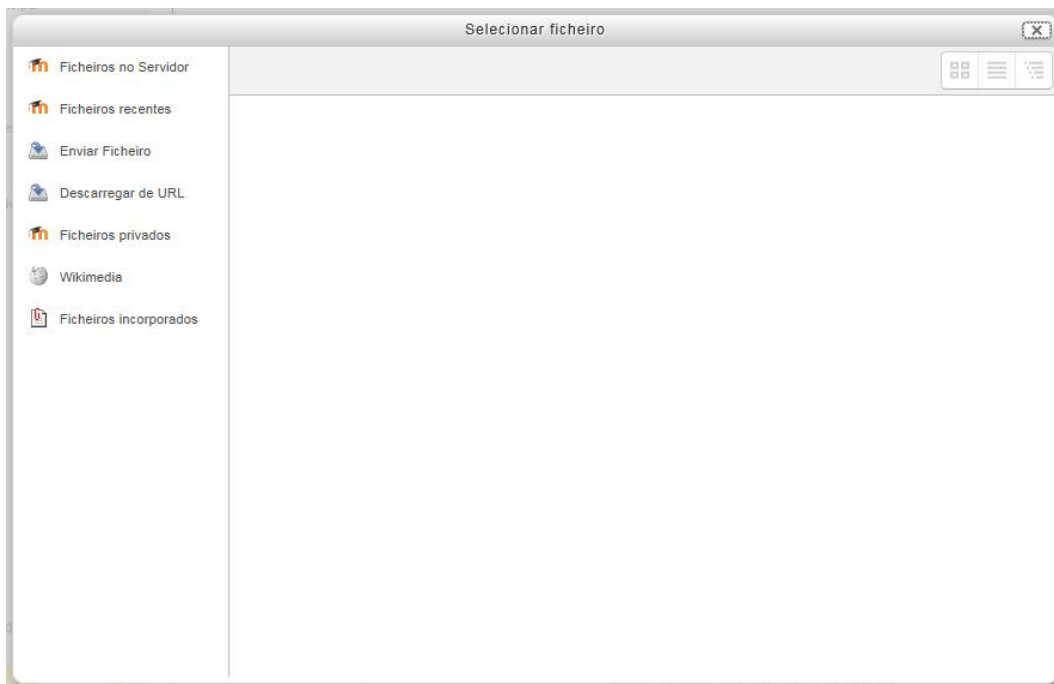 Selecionar ficheiro
Ficheiros no Servidor
Ficheiros recentes
Enviar Ficheiro
Descarregar de URL
Ficheiros privados
Wikimedia
Ficheiros incorporados